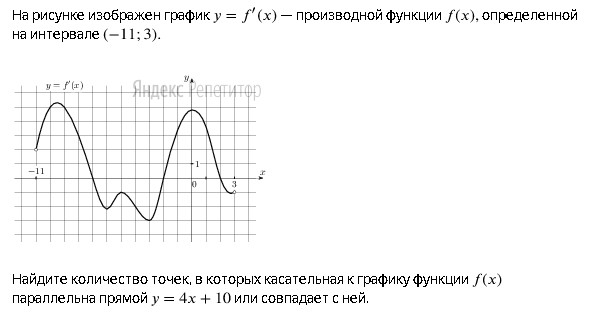 На рисунке изображен график y = f′(x) — производной функции f(x), определенной
на интервале (−11; 3).
y = f′(x)
y
Яндекс Репетитор
1
−11
0
3
x
Найдите количество точек, в которых касательная к графику функции f(x)
параллельна прямой y = 4x + 10 или совпадает с ней.